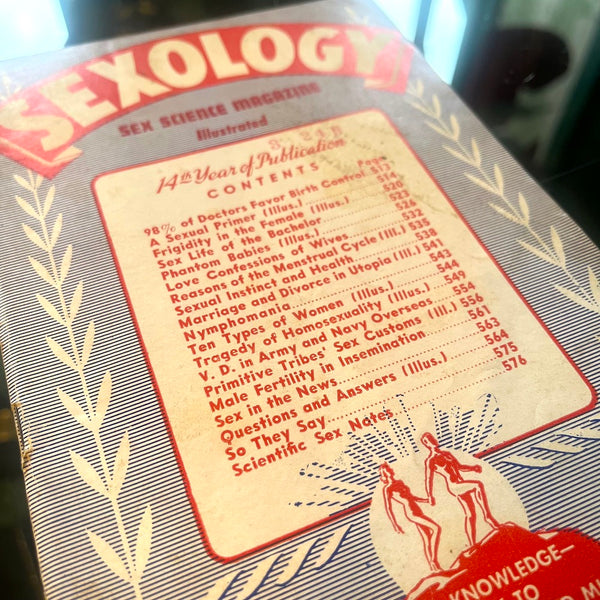 SEXOLOGY
SEX SCIENCE MAGAZINE
Illustrated
14th Year of Publication
CONTENTS
Page
98% of Doctors Favor Birth Control 513
A Sexual Primer (Illus.) 514
Frigidity in the Female (Illus.) 520
Sex Life of the Bachelor 523
Phantom Babies (Illus.) 526
Love Confessions of Wives 532
Reasons of the Menstrual Cycle (Ill.) 535
Sexual Instinct and Health 538
Marriage and Divorce in Utopia (Ill.) 541
Nymphomania 543
Ten Types of Women (Illus.) 544
Tragedy of Homosexuality (Illus.) 549
V. D. in Army and Navy Overseas 554
Primitive Tribes' Sex Customs (Ill.) 556
Male Fertility in Insemination 561
Sex in the News 563
Questions and Answers (Illus.) 564
So They Say 575
Scientific Sex Notes 576
KNOWLEDGE—
TO